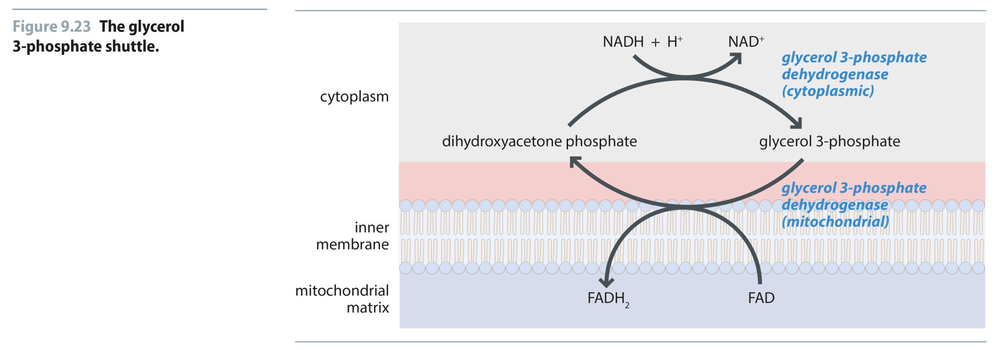 Figure 9.23 The glycerol
3-phosphate shuttle.
NADH + H⁺
NAD⁺
glycerol 3-phosphate
dehydrogenase
(cytoplasmic)
cytoplasm
dihydroxyacetone phosphate
glycerol 3-phosphate
glycerol 3-phosphate
dehydrogenase
(mitochondrial)
inner
membrane
mitochondrial
matrix
FADH₂
FAD